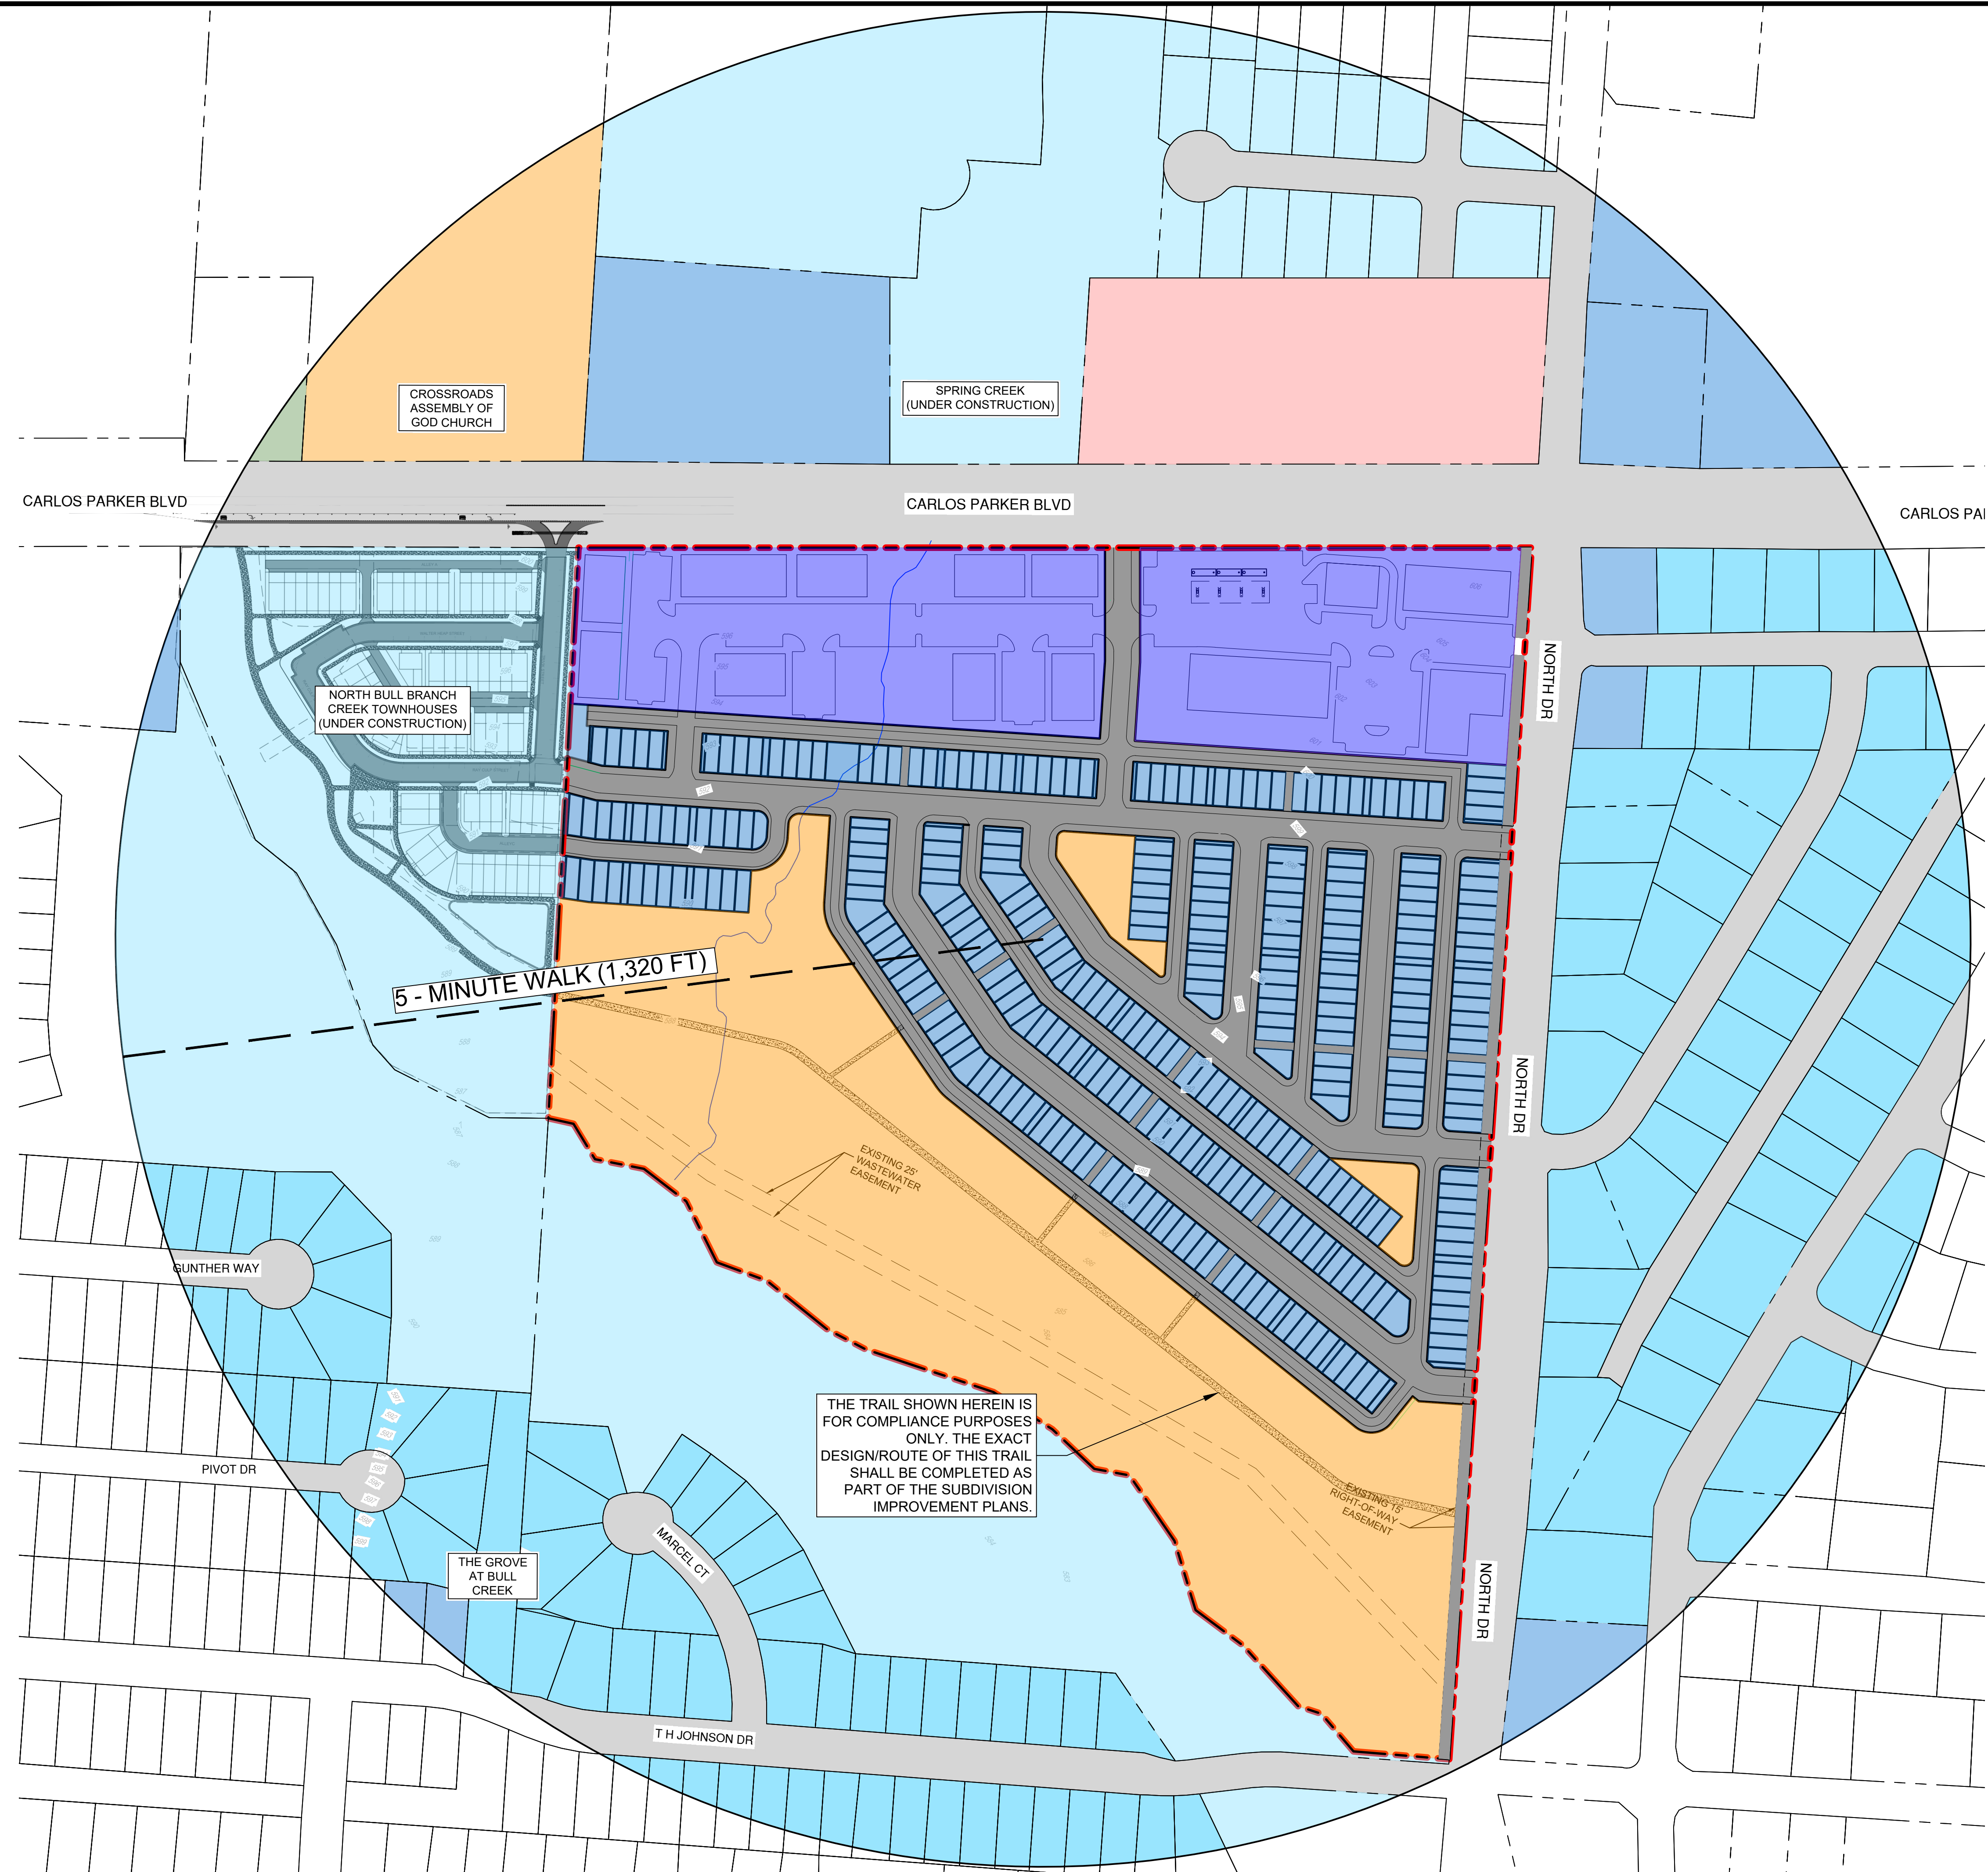 CROSSROADS
ASSEMBLY OF
GOD CHURCH
SPRING CREEK
(UNDER CONSTRUCTION)
CARLOS PARKER BLVD
CARLOS PARKER BLVD
CARLOS PA
NORTH DR
NORTH BULL BRANCH
CREEK TOWNHOUSES
(UNDER CONSTRUCTION)
5 - MINUTE WALK (1,320 FT)
NORTH DR
EXISTING 25'
WASTEWATER
EASEMENT
GUNTHER WAY
THE TRAIL SHOWN HEREIN IS
FOR COMPLIANCE PURPOSES
ONLY. THE EXACT
DESIGN/ROUTE OF THIS TRAIL
SHALL BE COMPLETED AS
PART OF THE SUBDIVISION
IMPROVEMENT PLANS.
PIVOT DR
EXISTING 15'
RIGHT-OF-WAY
EASEMENT
MARCEL CT
THE GROVE
AT BULL
CREEK
NORTH DR
T H JOHNSON DR